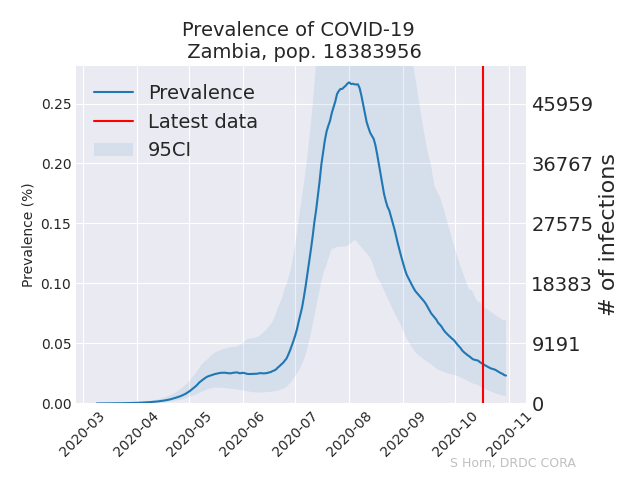 Prevalence of COVID-19
Zambia, pop. 18383956
Prevalence
Latest data
95CI
Prevalence (%)
0.25
0.20
0.15
0.10
0.05
0.00
45959
36767
27575
18383
9191
0
# of infections
2020-03
2020-04
2020-05
2020-06
2020-07
2020-08
2020-09
2020-10
2020-11
S Horn, DRDC CORA